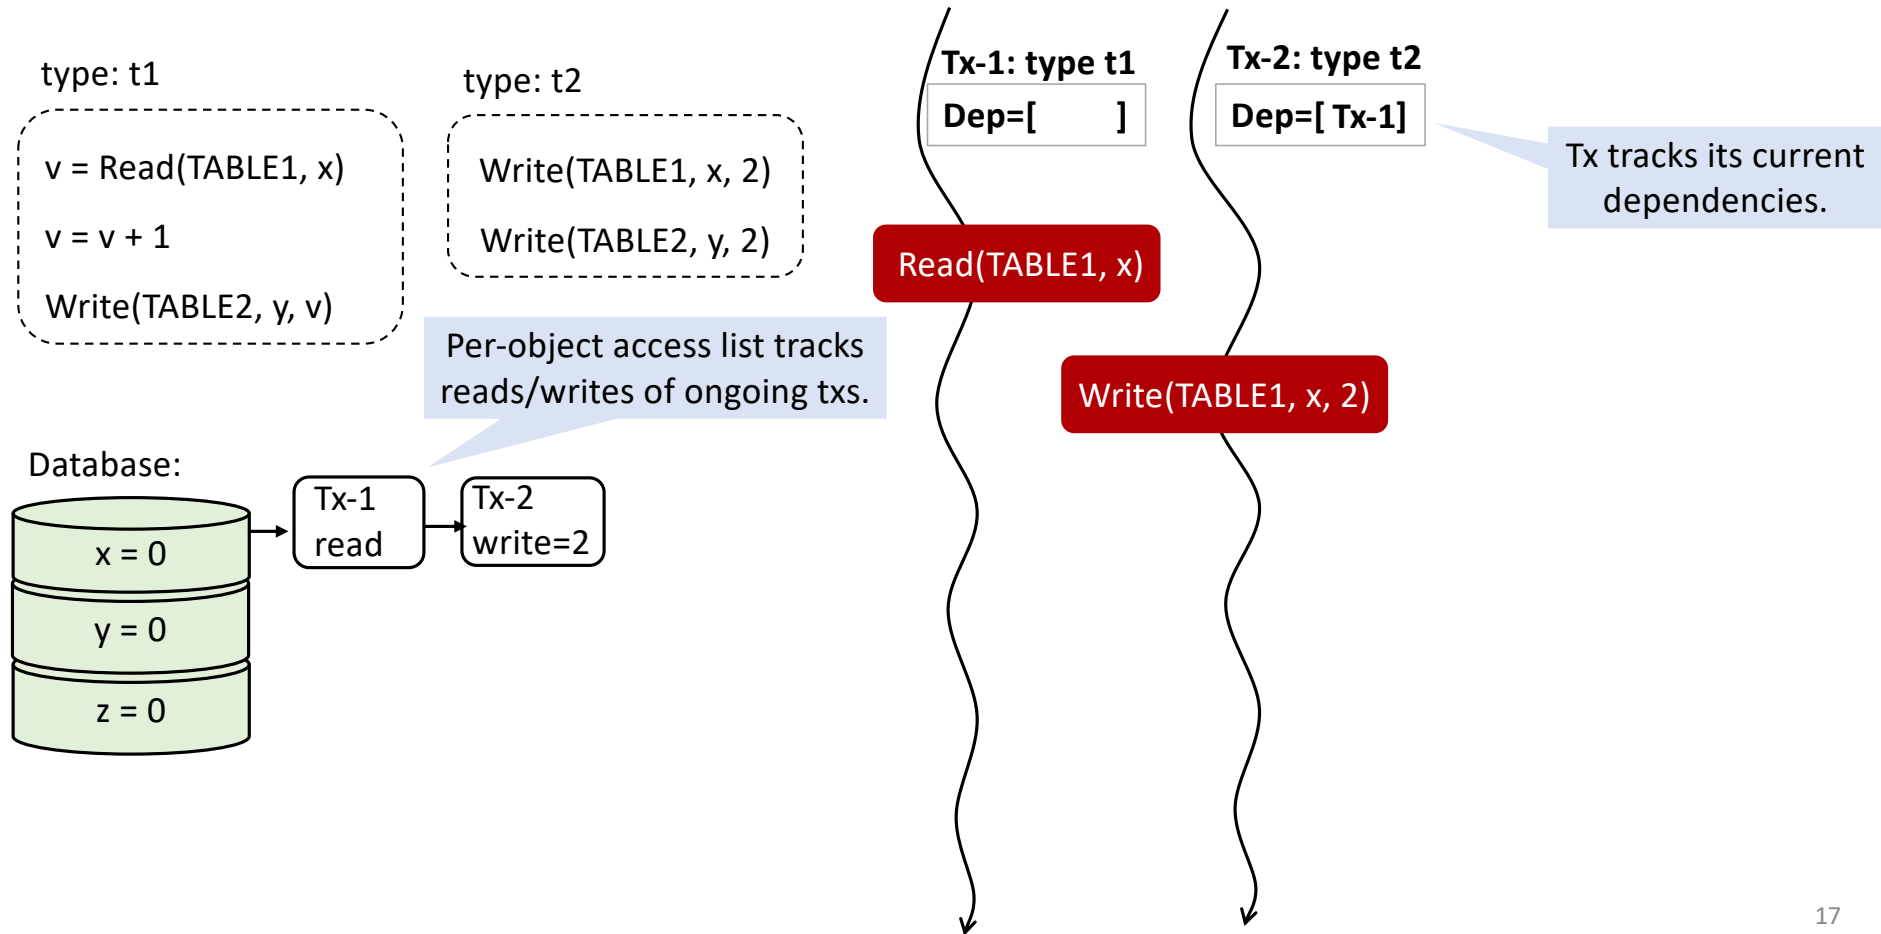 type: t1
v = Read(TABLE1, x)
v = v + 1
Write(TABLE2, y, v)
type: t2
Write(TABLE1, x, 2)
Write(TABLE2, y, 2)
Per-object access list tracks
reads/writes of ongoing txs.
Database:
x = 0
y = 0
z = 0
Tx-1
read
Tx-2
write=2
Tx-1: type t1
Dep=[ ]
Read(TABLE1, x)
Tx-2: type t2
Dep=[ Tx-1]
Write(TABLE1, x, 2)
Tx tracks its current
dependencies.
17